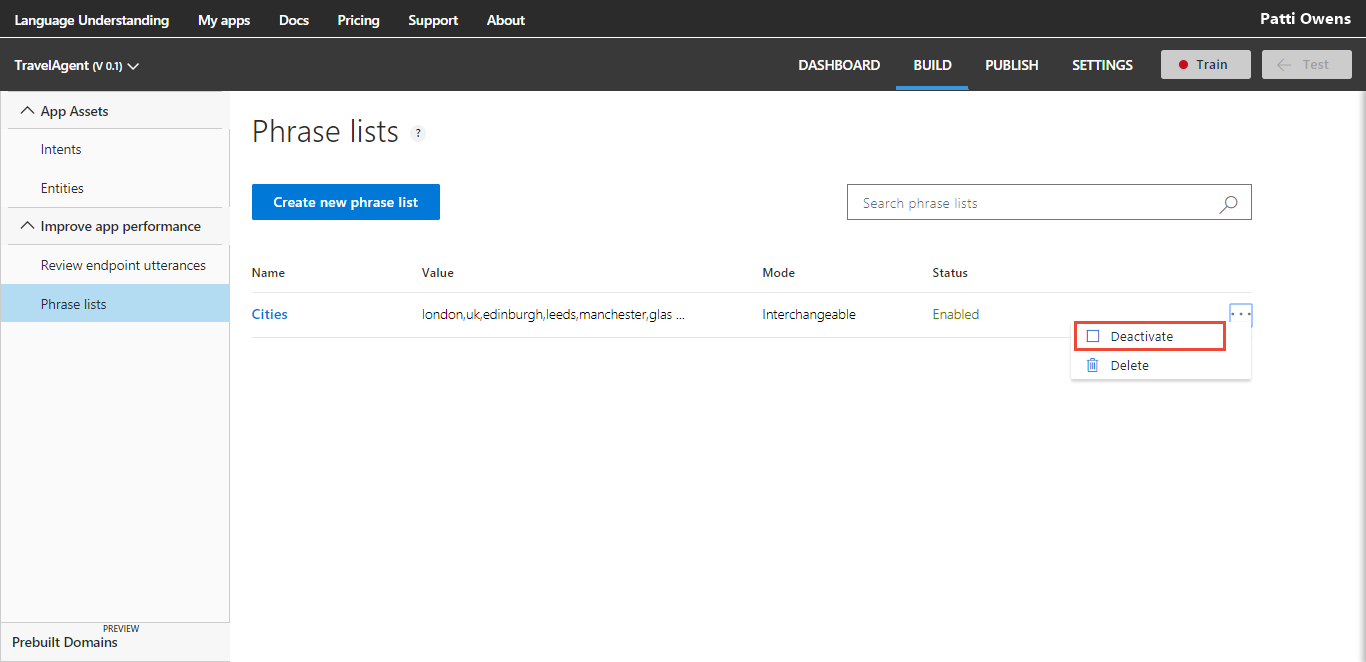 Language Understanding My apps Docs Pricing Support About Patti Owens
TravelAgent (V 0.1) DASHBOARD BUILD PUBLISH SETTINGS Train Test
App Assets
Intents
Entities
Improve app performance
Review endpoint utterances
Phrase lists
PREVIEW
Prebuilt Domains
Phrase lists ?
Create new phrase list Search phrase lists
Name Value Mode Status
Cities london,uk,edinburgh,leeds,manchester,glas ... Interchangeable Enabled ...
Deactivate
Delete